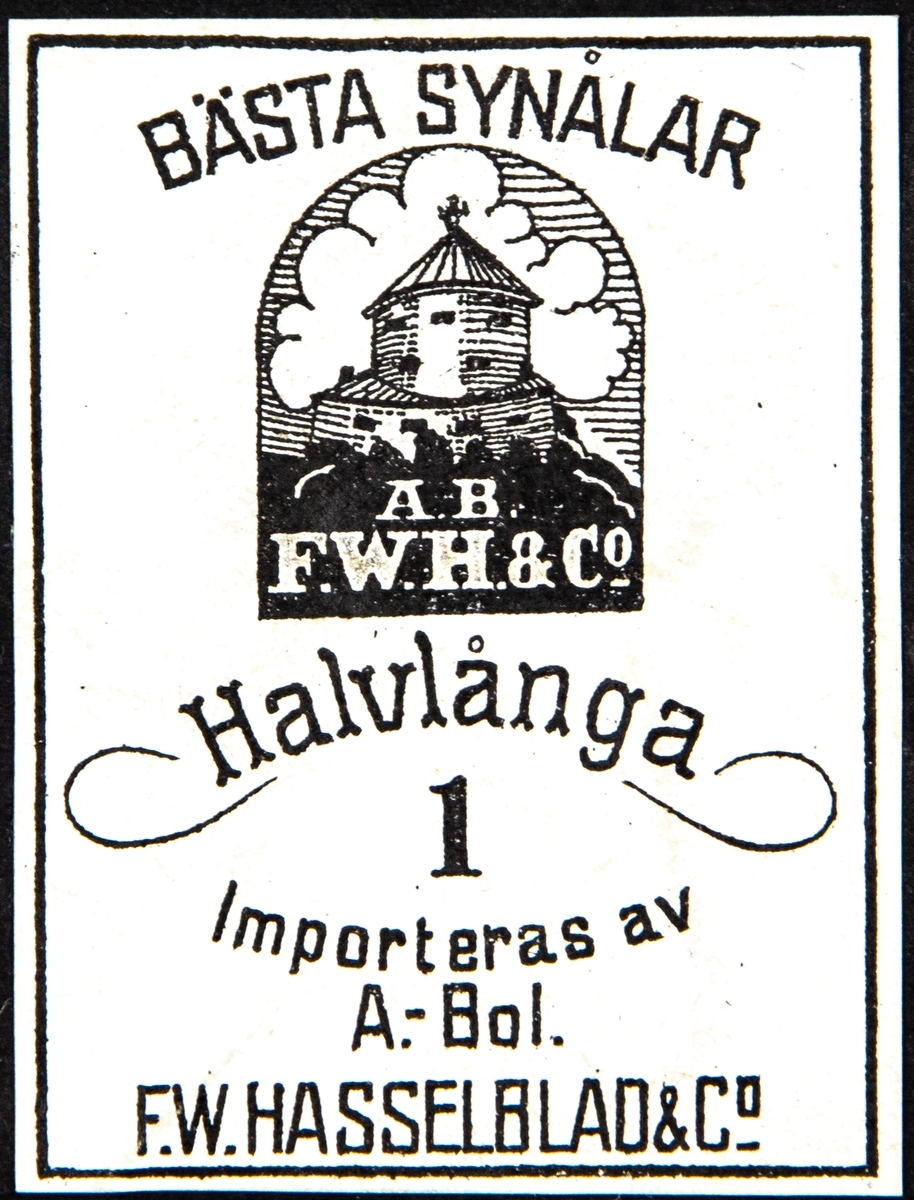 BÄSTA SYNÅLAR
A.B.
F.W.H.&Cº
Halvlånga
1
Importeras av
A.-Bol.
F.W.HASSELBLAD&Cº